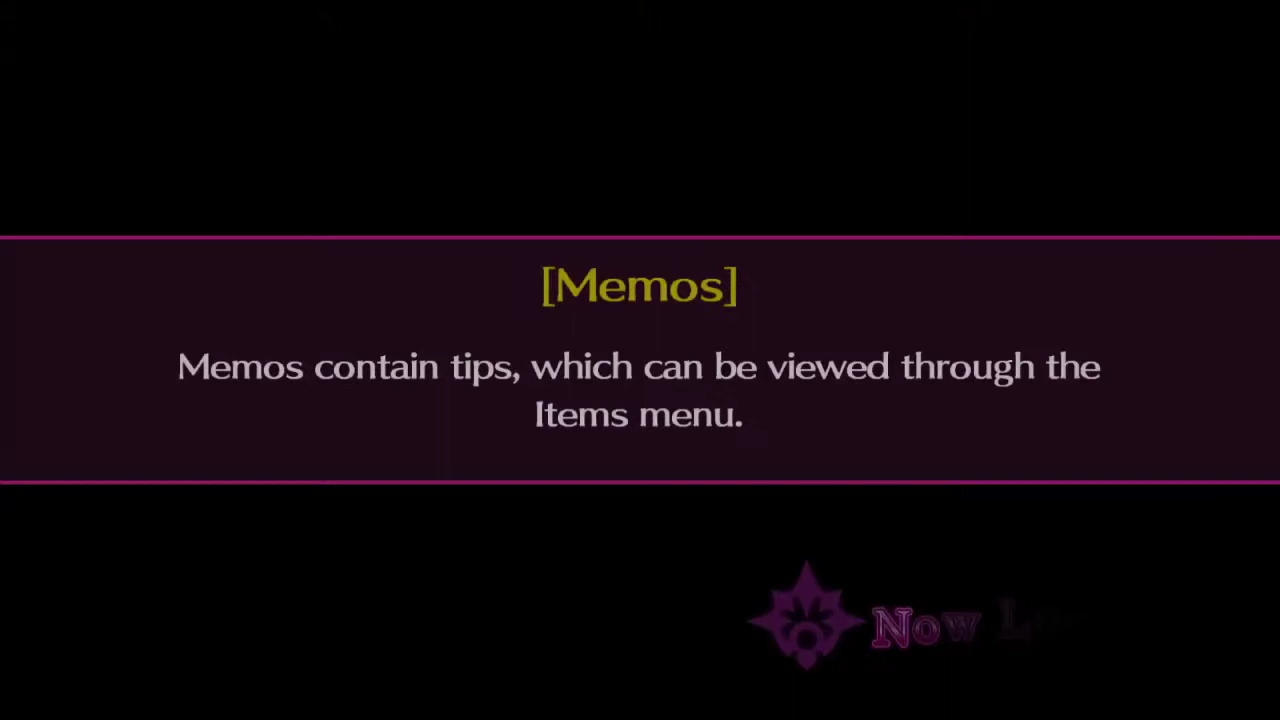 [Memos]
Memos contain tips, which can be viewed through the
Items menu.
Now